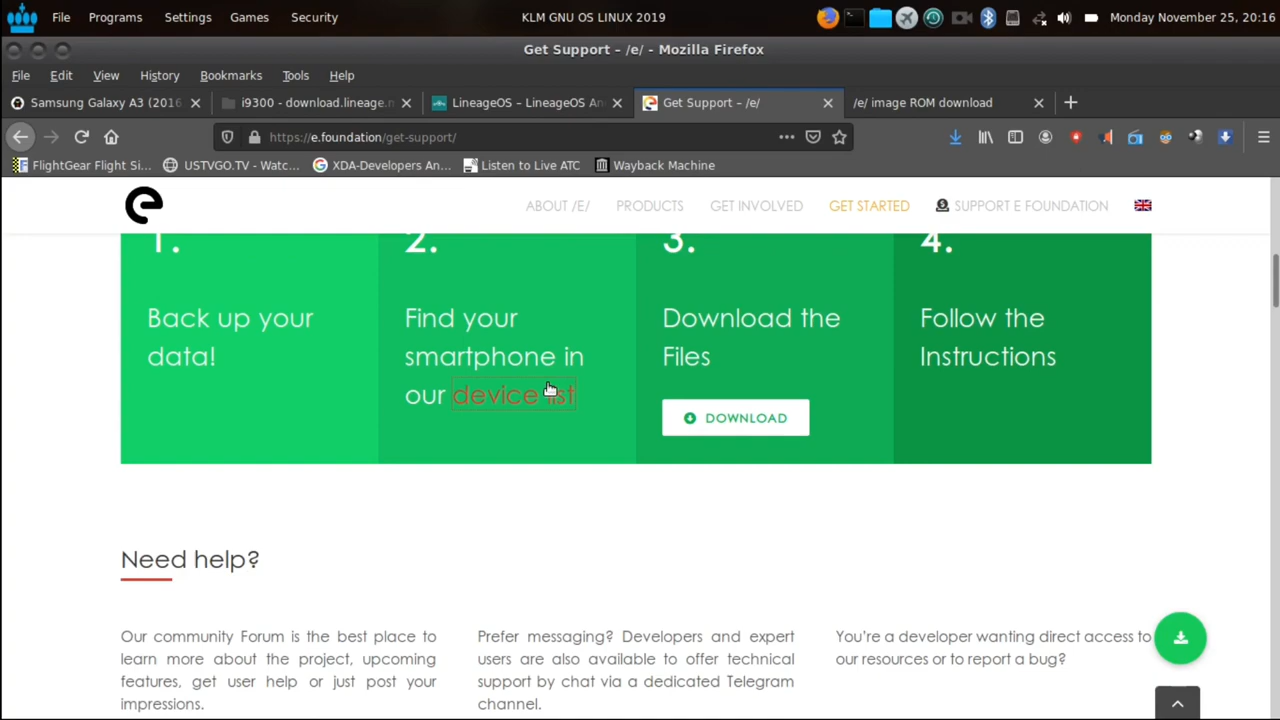 File Programs Settings Games Security KLM GNU OS LINUX 2019 Monday November 25, 20:16
Get Support – /e/ - Mozilla Firefox
File Edit View History Bookmarks Tools Help
Samsung Galaxy A3 (2016 i9300 - download.lineage.n LineageOS – LineageOS An Get Support – /e/ /e/ image ROM download
https://e.foundation/get-support/
FlightGear Flight Si... USTVGO.TV - Watc... XDA-Developers An... Listen to Live ATC Wayback Machine
e ABOUT /E/ PRODUCTS GET INVOLVED GET STARTED SUPPORT E FOUNDATION
1. 2. 3. 4.
Back up your
data!
Find your
smartphone in
our device list
Download the
Files
DOWNLOAD
Follow the
Instructions
Need help?
Our community Forum is the best place to
learn more about the project, upcoming
features, get user help or just post your
impressions.
Prefer messaging? Developers and expert
users are also available to offer technical
support by chat via a dedicated Telegram
channel.
You're a developer wanting direct access to
our resources or to report a bug?